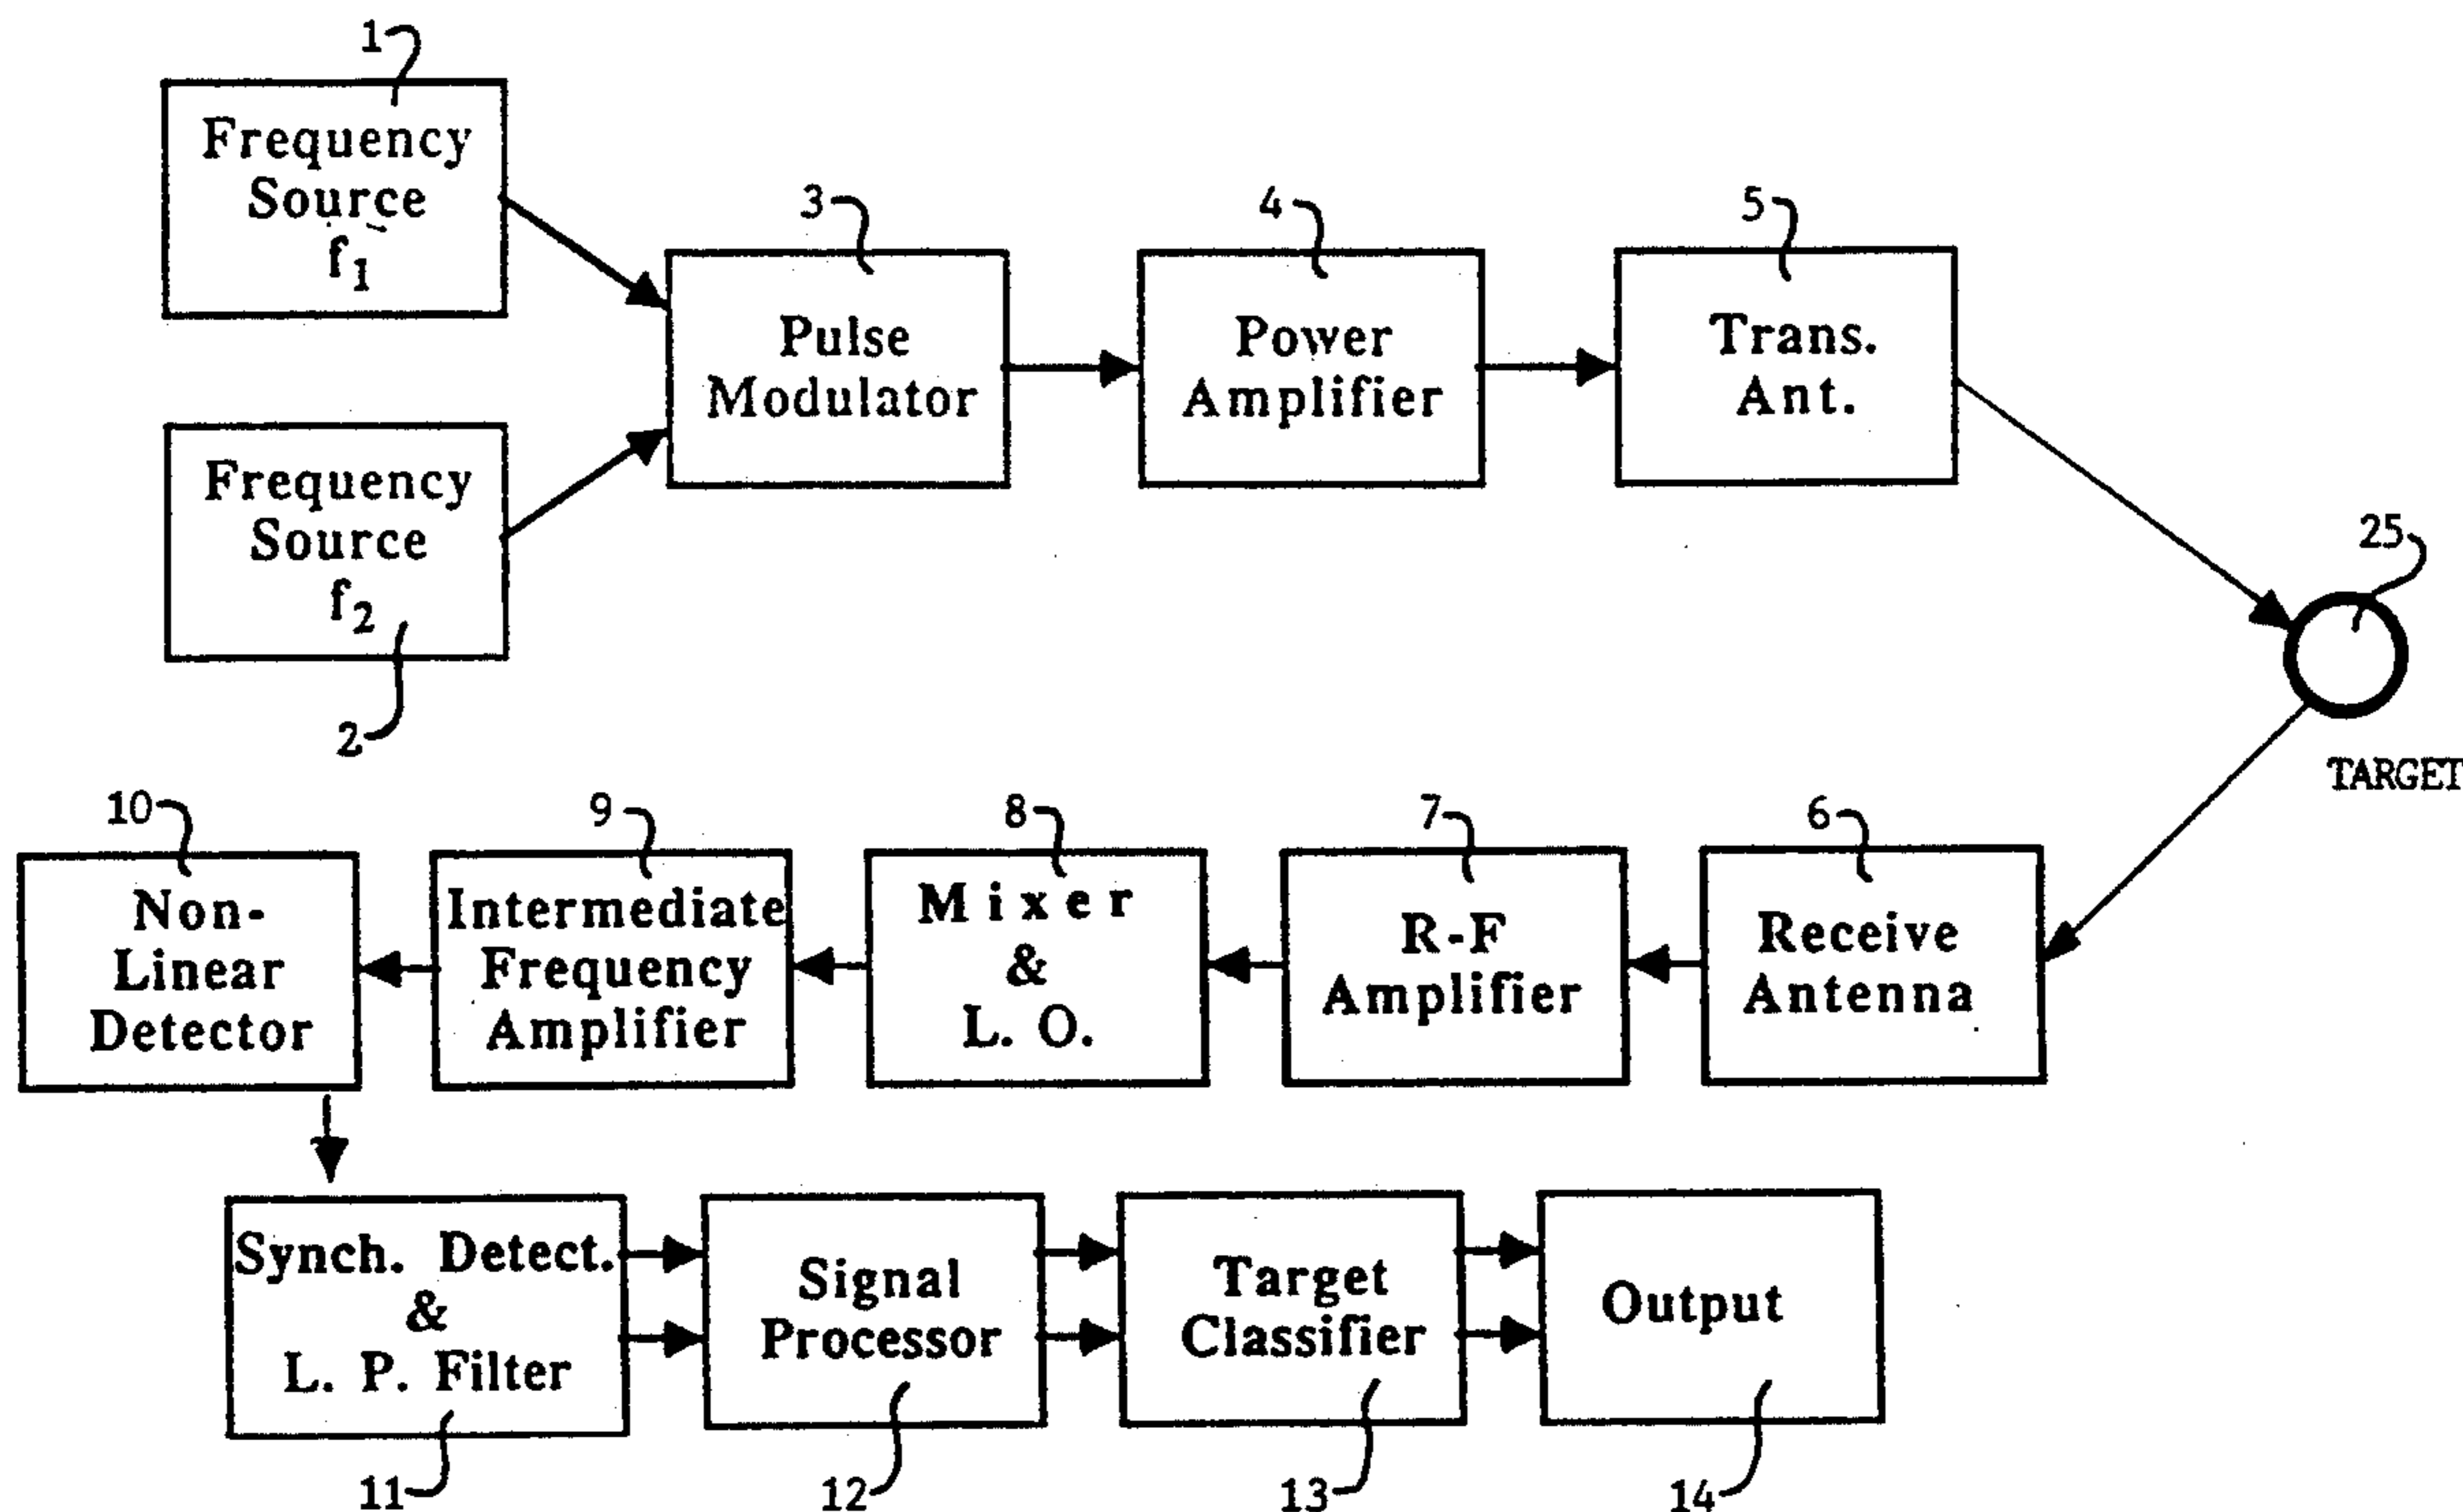 1
Frequency
Source
f1
3
Pulse
Modulator
4
Power
Amplifier
5
Trans.
Ant.
Frequency
Source
f2
2
25
TARGET
10
Non-
Linear
Detector
9
Intermediate
Frequency
Amplifier
8
Mixer
&
L. O.
7
R-F
Amplifier
6
Receive
Antenna
Synch. Detect.
&
L. P. Filter
11
Signal
Processor
12
Target
Classifier
13
Output
14